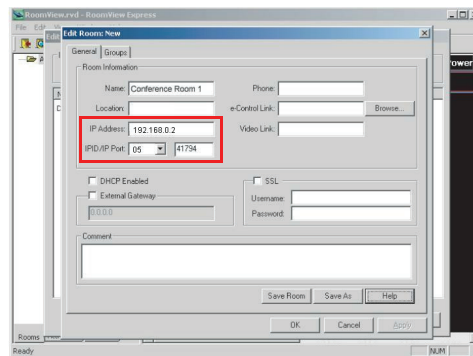 RoomView.rvd - RoomView Express
File Edit
Edit Room: New
General Groups
Room Information
Name: Conference Room 1
Phone:
Location:
e-Control Link:
Browse...
IP Address: 192.168.0.2
Video Link:
IPID/IP Port: 05 41794
DHCP Enabled
SSL
External Gateway
Username:
0.0.0.0
Password:
Comment
Save Room Save As Help
OK Cancel Apply
Rooms
Ready
NUM